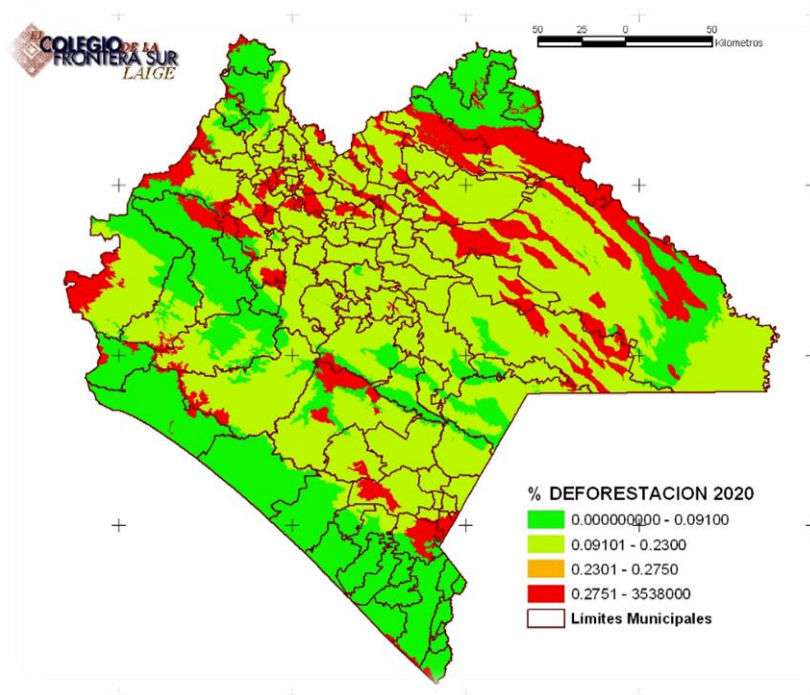 EL
COLEGIO DE LA
FRONTERA SUR
LAIGE
50 25 0 50
Kilometros
% DEFORESTACION 2020
0.000000000 - 0.09100
0.09101 - 0.2300
0.2301 - 0.2750
0.2751 - 3538000
Límites Municipales